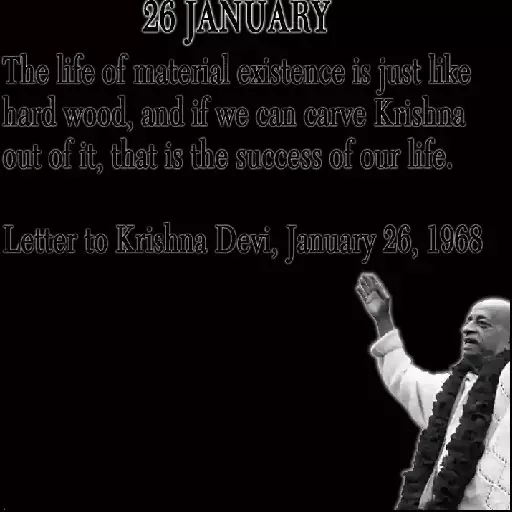 26 JANUARY
The life of material existence is just like
hard wood, and if we can carve Krishna
out of it, that is the success of our life.
Letter to Krishna Devi, January 26, 1968